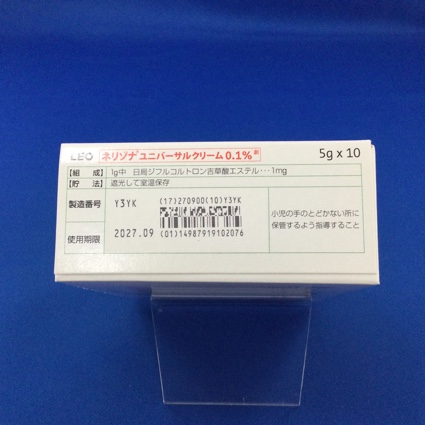 LEO ネリゾナ®ユニバーサルクリーム0.1%※ 5g x 10
【組 成】 1g中 日局ジフルコルトロン吉草酸エステル…1mg
【貯 法】 遮光して室温保存
製造番号 Y3YK (17)270900(10)Y3YK
使用期限 2027.09 (01)14987919102076
小児の手のとどかない所に
保管するよう指導すること